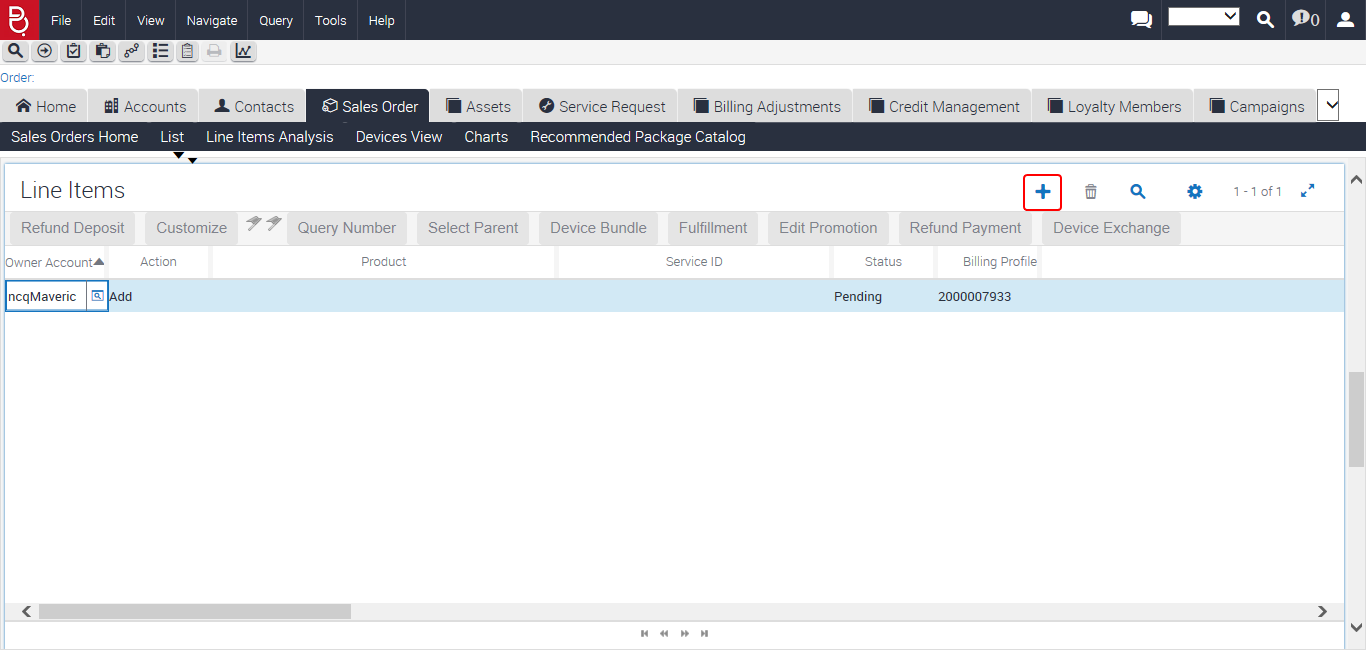 File Edit View Navigate Query Tools Help 0
Order:
Home Accounts Contacts Sales Order Assets Service Request Billing Adjustments Credit Management Loyalty Members Campaigns
Sales Orders Home List Line Items Analysis Devices View Charts Recommended Package Catalog
Line Items 1 - 1 of 1
Refund Deposit Customize Query Number Select Parent Device Bundle Fulfillment Edit Promotion Refund Payment Device Exchange
Owner Account Action Product Service ID Status Billing Profile
ncqMaveric Add Pending 2000007933